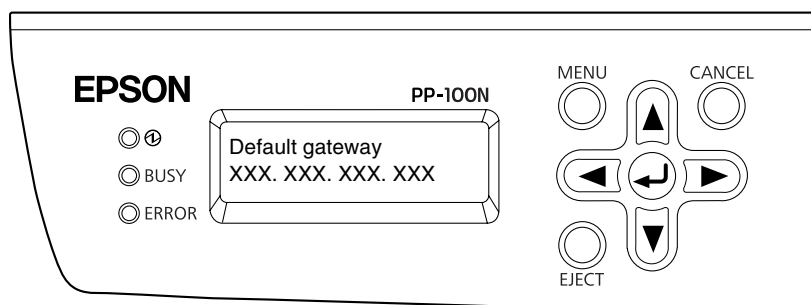 EPSON
PP-100N
MENU
CANCEL
BUSY
ERROR
Default gateway
XXX. XXX. XXX. XXX
EJECT